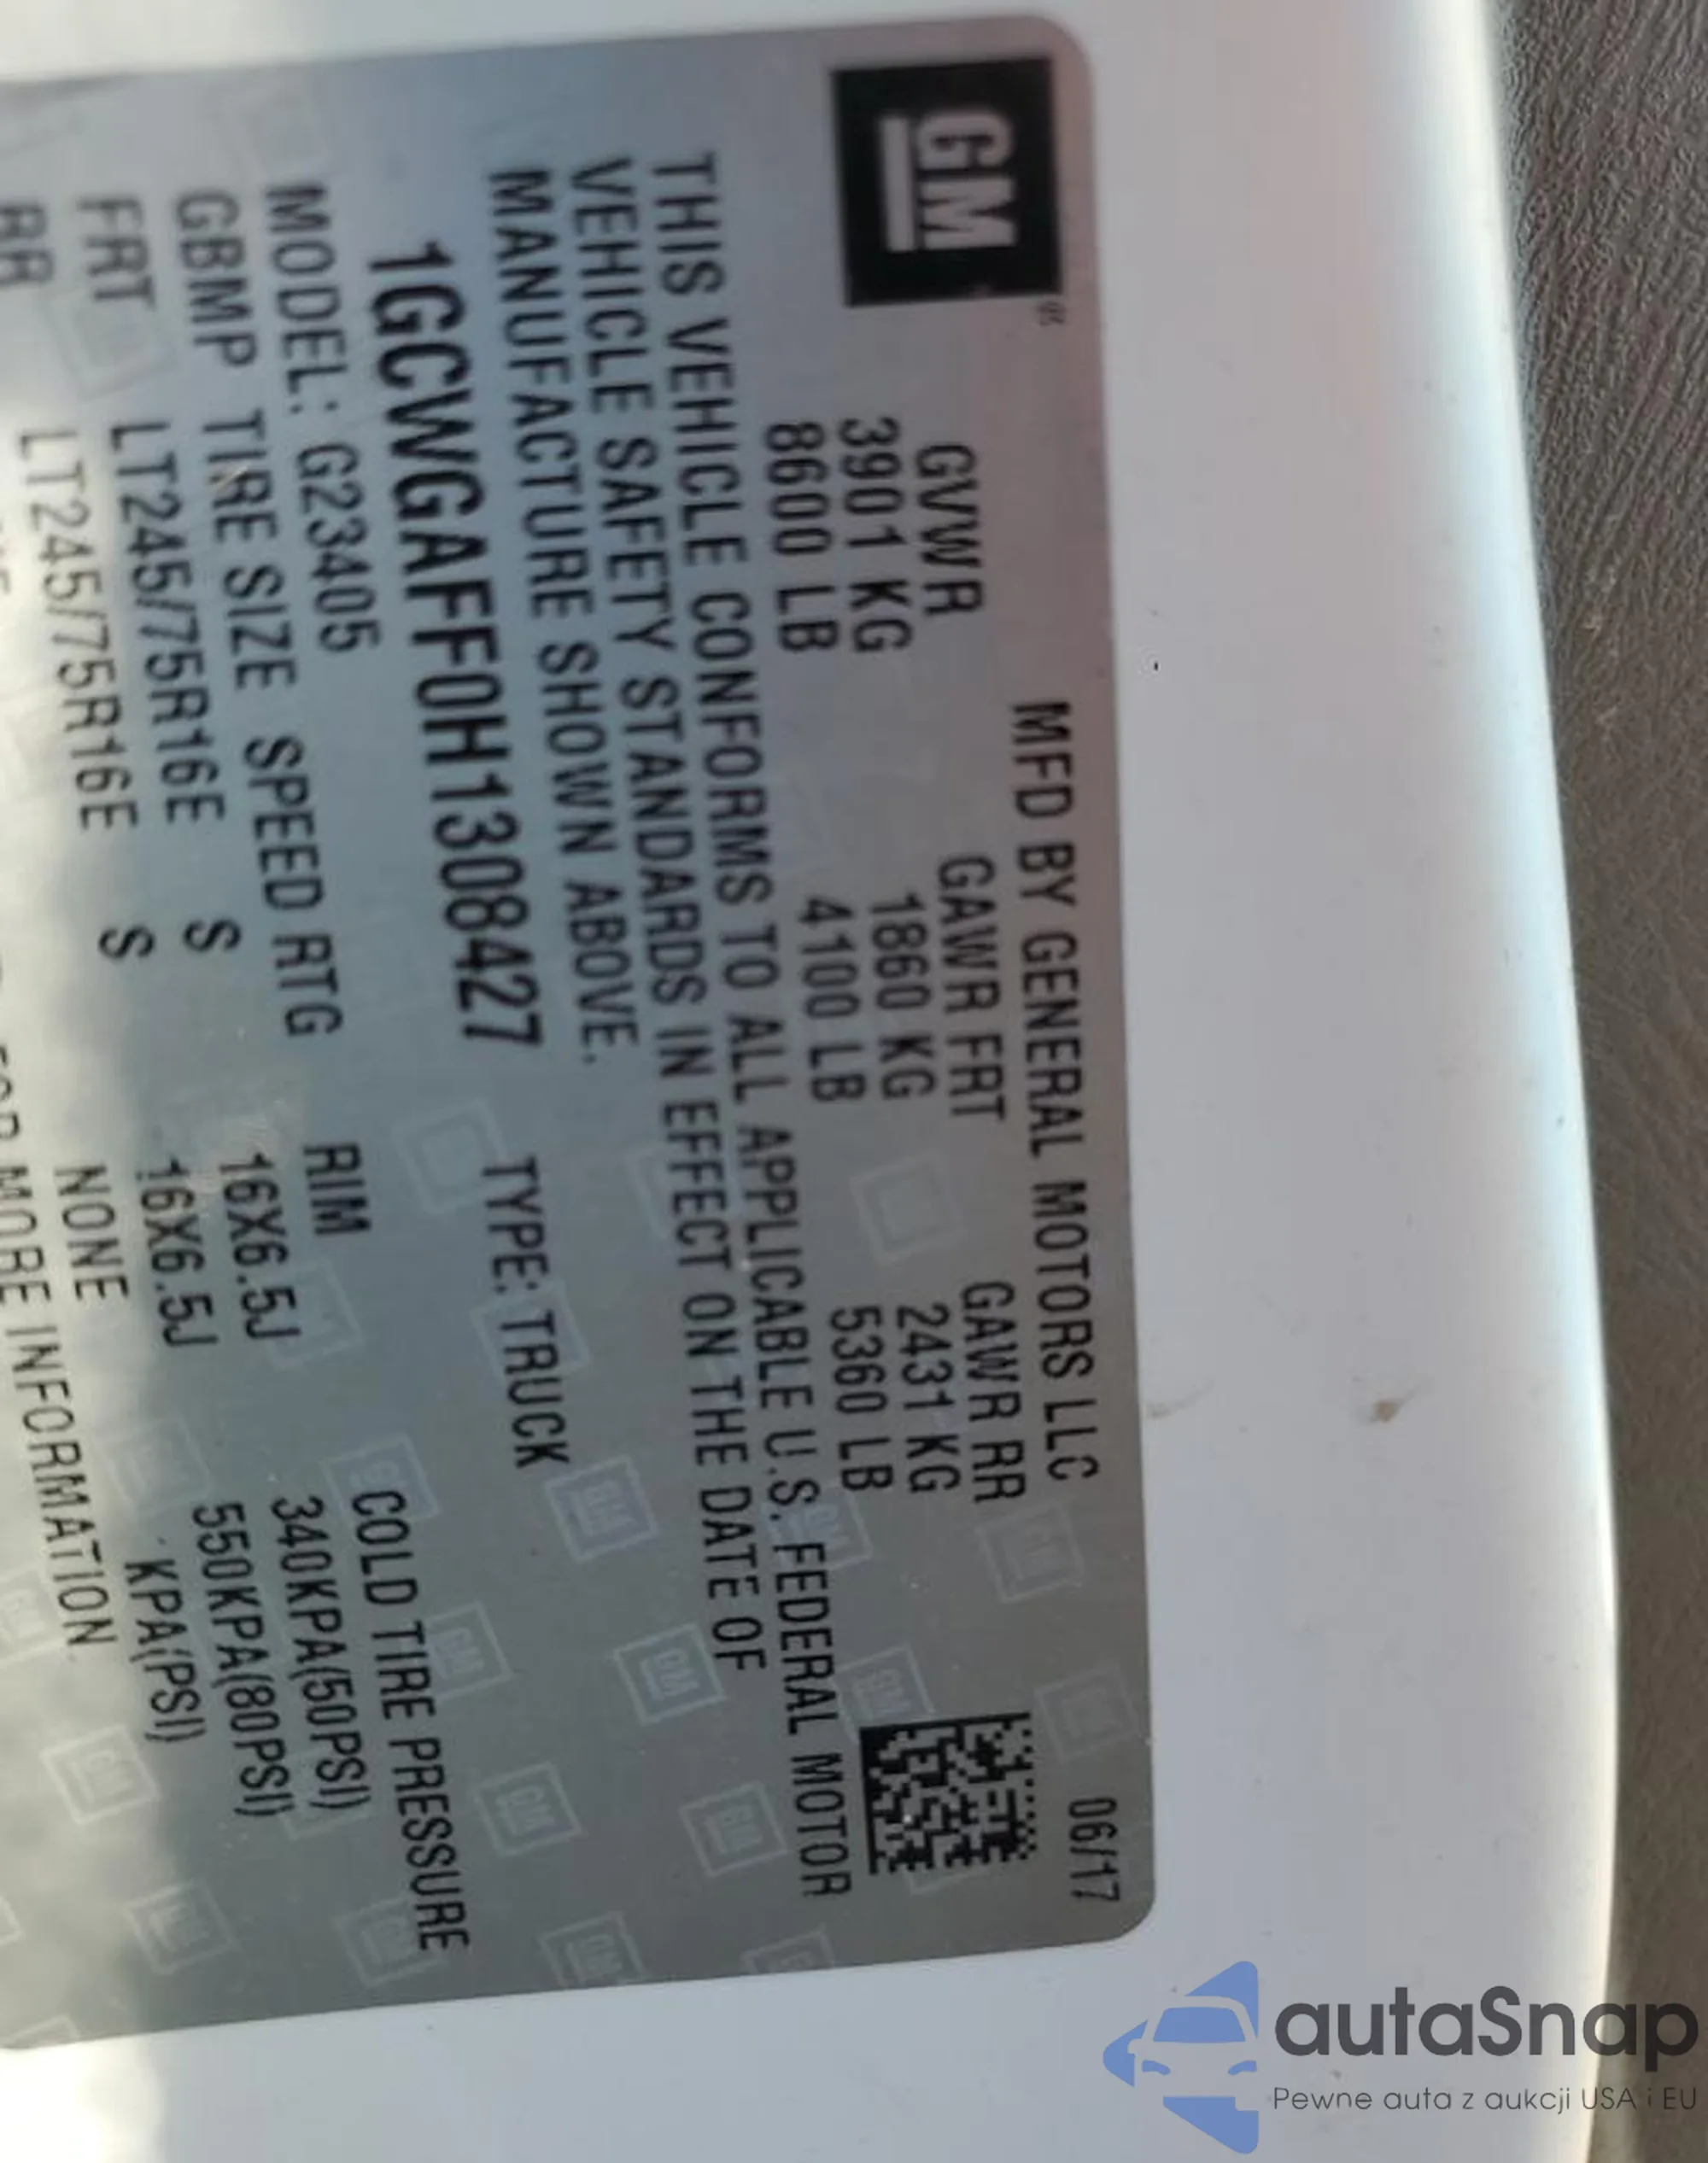 GM
MFD BY GENERAL MOTORS LLC 06/17
GVWR GAWR FRT GAWR RR
3901 KG 1860 KG 2431 KG
8600 LB 4100 LB 5360 LB
THIS VEHICLE CONFORMS TO ALL APPLICABLE U.S. FEDERAL MOTOR
VEHICLE SAFETY STANDARDS IN EFFECT ON THE DATE OF
MANUFACTURE SHOWN ABOVE.
1GCWGAFF0H1308427 TYPE: TRUCK
MODEL: G23405
GBMP TIRE SIZE SPEED RTG RIM COLD TIRE PRESSURE
FRT LT245/75R16E S 16X6.5J 340KPA(50PSI)
RR LT245/75R16E S 16X6.5J 550KPA(80PSI)
NONE KPA(PSI)
MORE INFORMATION.
autaSnap
Pewne auta z aukcji USA i EU